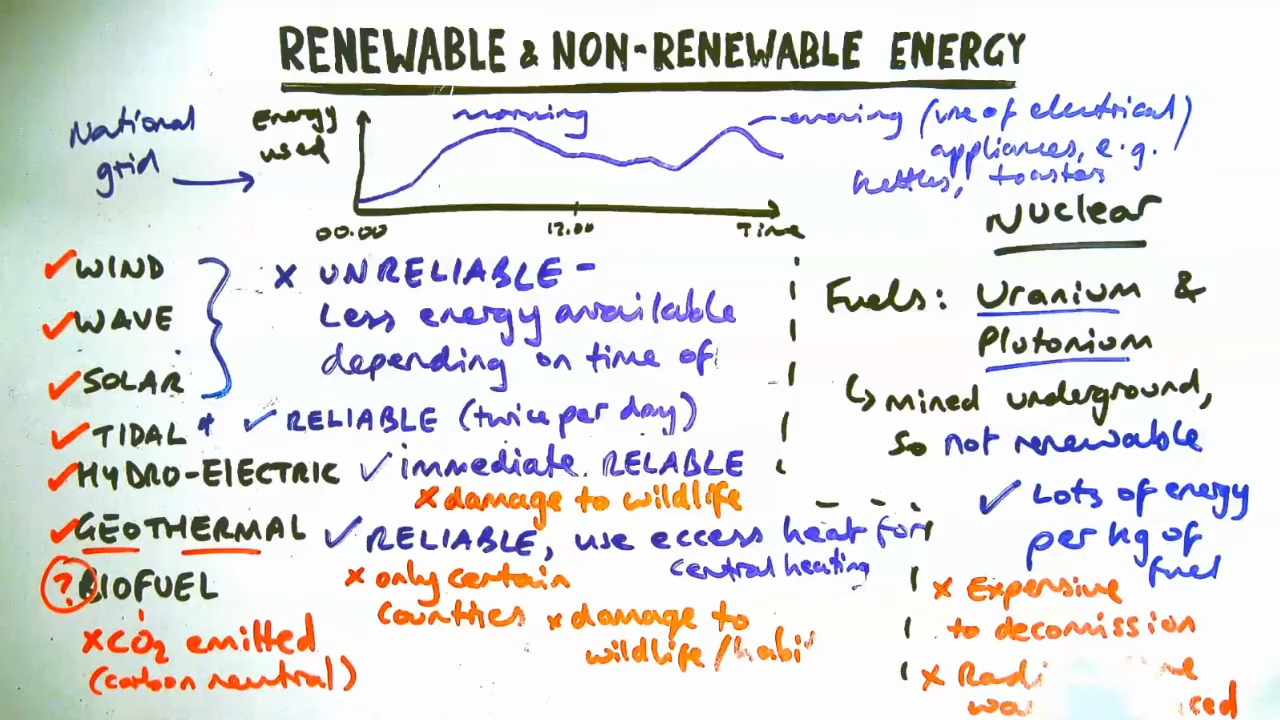 RENEWABLE & NON-RENEWABLE ENERGY
National
grid
Energy
used
morning
evening (use of electrical)
appliances, e.g.
kettles, toasters
00.00
12.00
Time
✓ WIND
✓ WAVE
✓ SOLAR
x UNRELIABLE -
Less energy available
depending on time of
✓ TIDAL * ✓ RELIABLE (twice per day)
✓ HYDRO-ELECTRIC ✓ immediate. RELABLE
x damage to wildlife
✓ GEOTHERMAL ✓ RELIABLE, use excess heat for
central heating
x only certain
countries x damage to
wildlife/habi
? BIOFUEL
x CO₂ emitted
(carbon neutral)
Nuclear
Fuels: Uranium &
Plutonium
↳ mined underground,
so not renewable
✓ Lots of energy
per kg of
fuel
x Expensive
to decomission
x